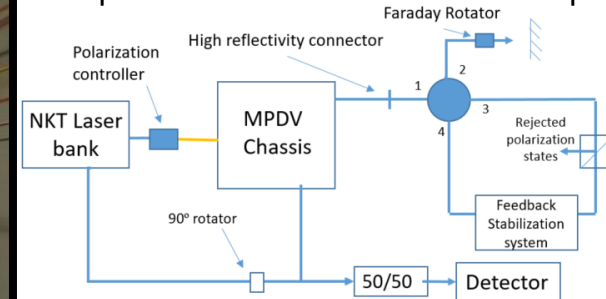 Faraday Rotator
High reflectivity connector
Polarization
controller
2
1
3
4
NKT Laser
bank
MPDV
Chassis
Rejected
polarization
states
Feedback
Stabilization
system
90º rotator
50/50
Detector